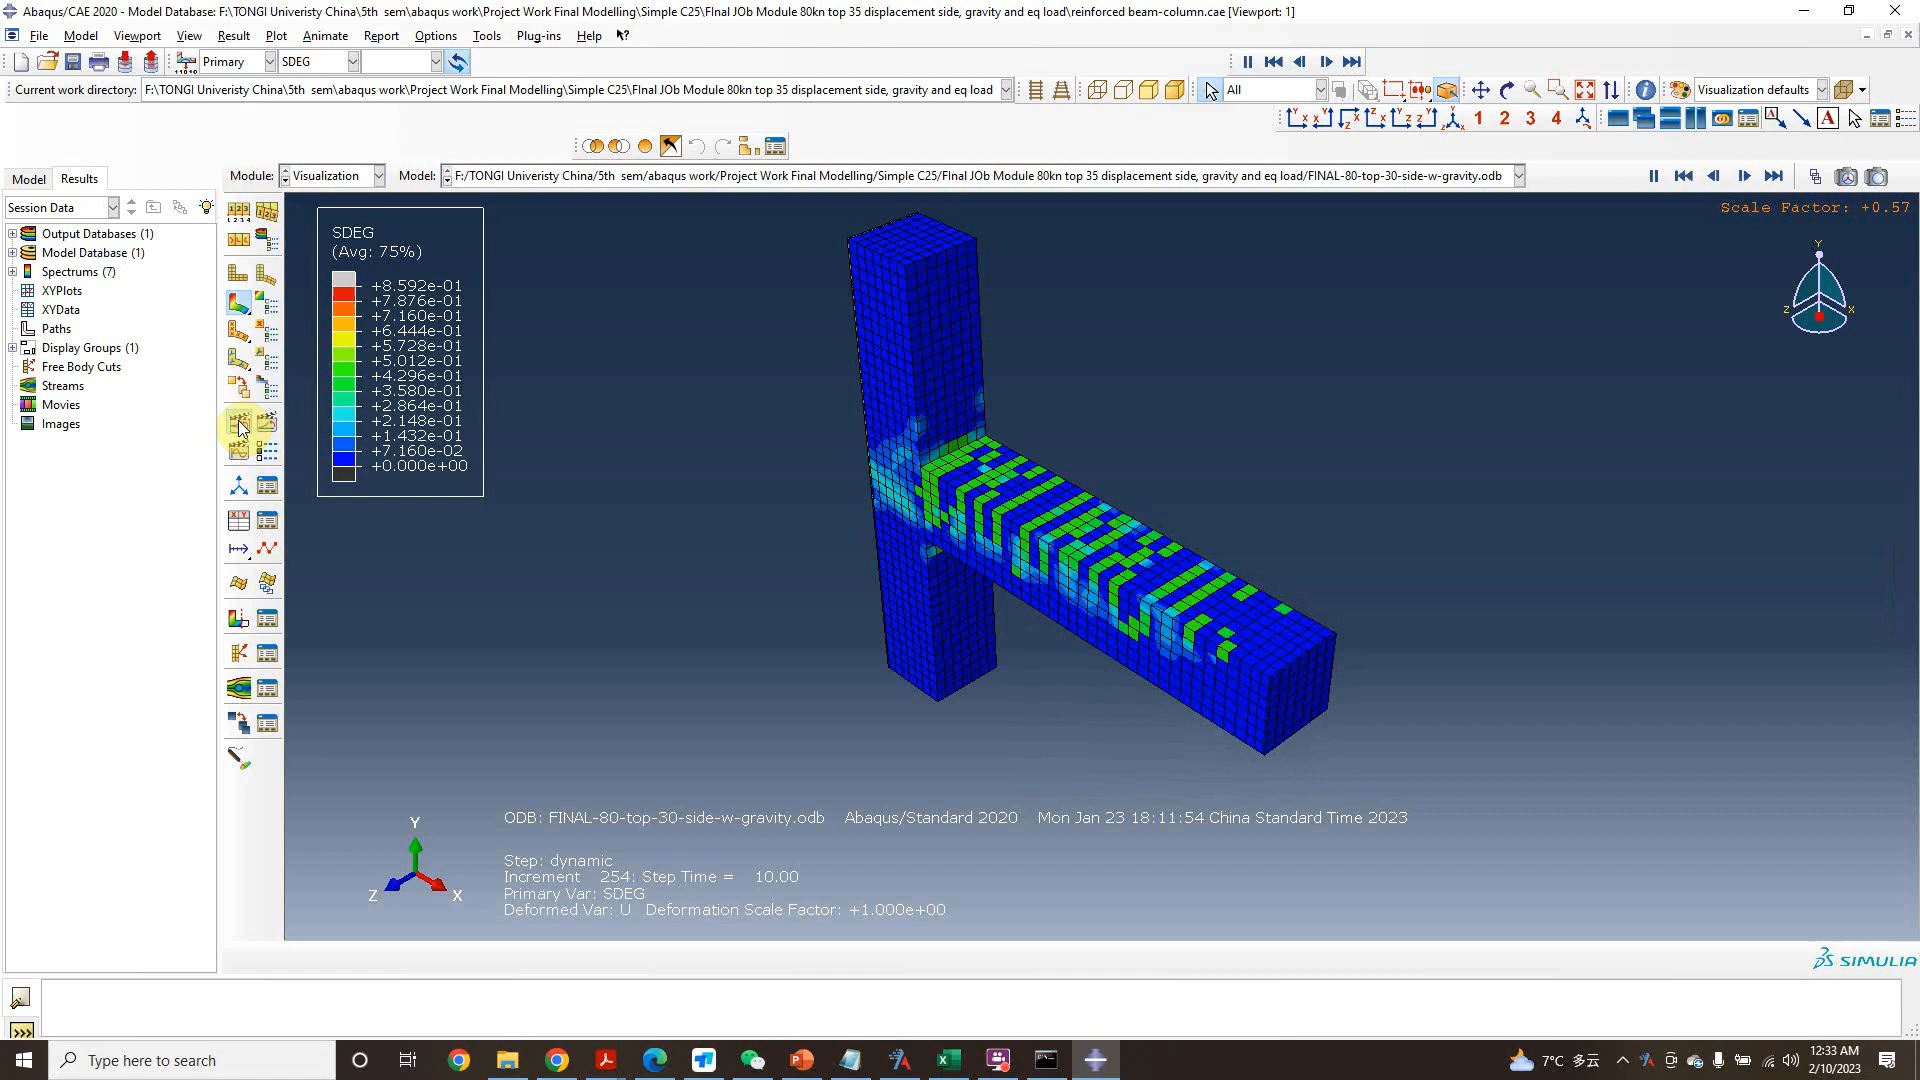 Abaqus/CAE 2020 - Model Database: F:\TONGI Univeristy China\5th  sem\abaqus work\Project Work Final Modelling\Simple C25\FInal JOb Module 80kn top 35 displacement side, gravity and eq load\reinforced beam-column.cae [Viewport: 1]
File Model Viewport View Result Plot Animate Report Options Tools Plug-ins Help
Primary SDEG
Current work directory: F:\TONGI Univeristy China\5th  sem\abaqus work\Project Work Final Modelling\Simple C25\FInal JOb Module 80kn top 35 displacement side, gravity and eq load All Visualization defaults
1 2 3 4 A
Model Results Module: Visualization Model: F:/TONGI Univeristy China/5th  sem/abaqus work/Project Work Final Modelling/Simple C25/FInal JOb Module 80kn top 35 displacement side, gravity and eq load/FINAL-80-top-30-side-w-gravity.odb
Session Data
Output Databases (1)
Model Database (1)
Spectrums (7)
XYPlots
XYData
Paths
Display Groups (1)
Free Body Cuts
Streams
Movies
Images
Scale Factor: +0.57
SDEG
(Avg: 75%)
+8.592e-01
+7.876e-01
+7.160e-01
+6.444e-01
+5.728e-01
+5.012e-01
+4.296e-01
+3.580e-01
+2.864e-01
+2.148e-01
+1.432e-01
+7.160e-02
+0.000e+00
Y
Z X
Y
Z X
ODB: FINAL-80-top-30-side-w-gravity.odb    Abaqus/Standard 2020    Mon Jan 23 18:11:54 China Standard Time 2023
Step: dynamic
Increment    254: Step Time =    10.00
Primary Var: SDEG
Deformed Var: U   Deformation Scale Factor: +1.000e+00
SIMULIA
>>>
Type here to search
7°C 多云
12:33 AM
2/10/2023